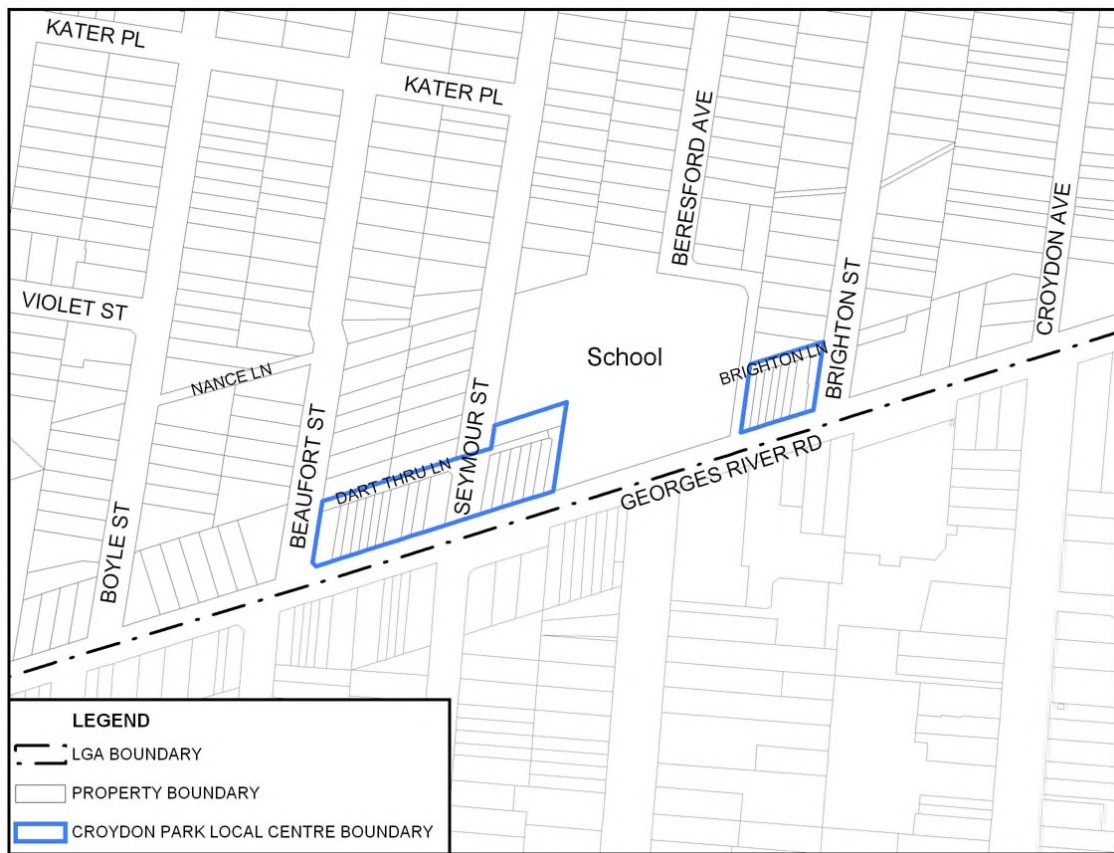 KATER PL
KATER PL
BERESFORD AVE
CROYDON AVE
VIOLET ST
BRIGHTON ST
School
BRIGHTON LN
NANCE LN
SEYMOUR ST
BEAUFORT ST
DART THRU LN
GEORGES RIVER RD
BOYLE ST
LEGEND
LGA BOUNDARY
PROPERTY BOUNDARY
CROYDON PARK LOCAL CENTRE BOUNDARY